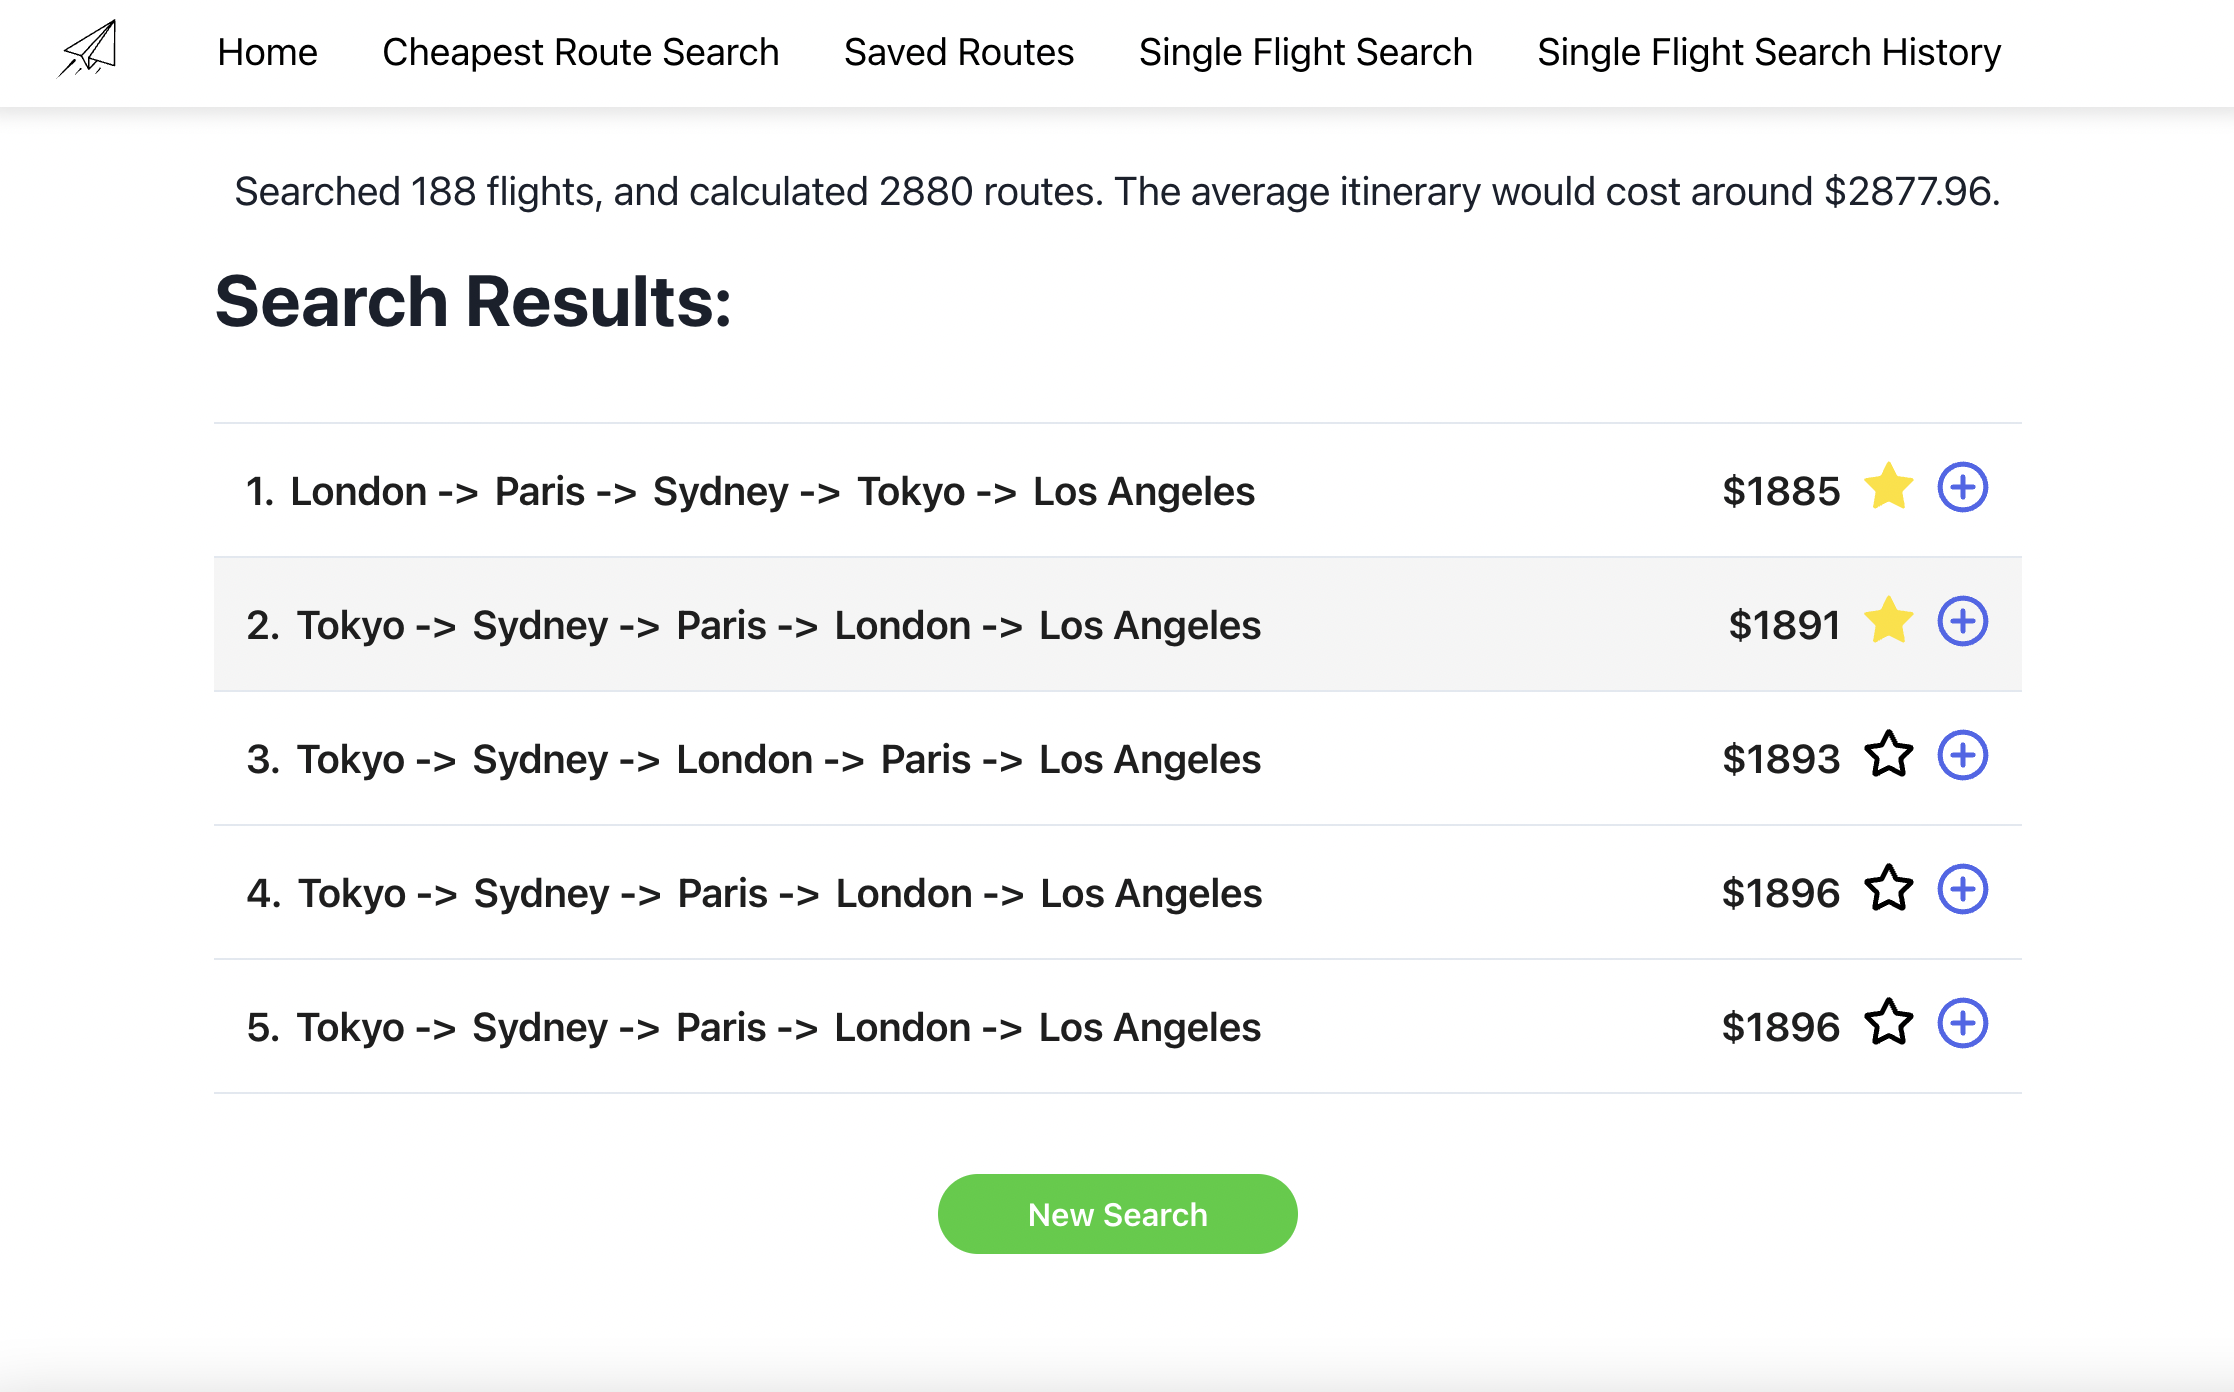 Home Cheapest Route Search Saved Routes Single Flight Search Single Flight Search History
Searched 188 flights, and calculated 2880 routes. The average itinerary would cost around $2877.96.
Search Results:
1. London -> Paris -> Sydney -> Tokyo -> Los Angeles $1885
2. Tokyo -> Sydney -> Paris -> London -> Los Angeles $1891
3. Tokyo -> Sydney -> London -> Paris -> Los Angeles $1893
4. Tokyo -> Sydney -> Paris -> London -> Los Angeles $1896
5. Tokyo -> Sydney -> Paris -> London -> Los Angeles $1896
New Search